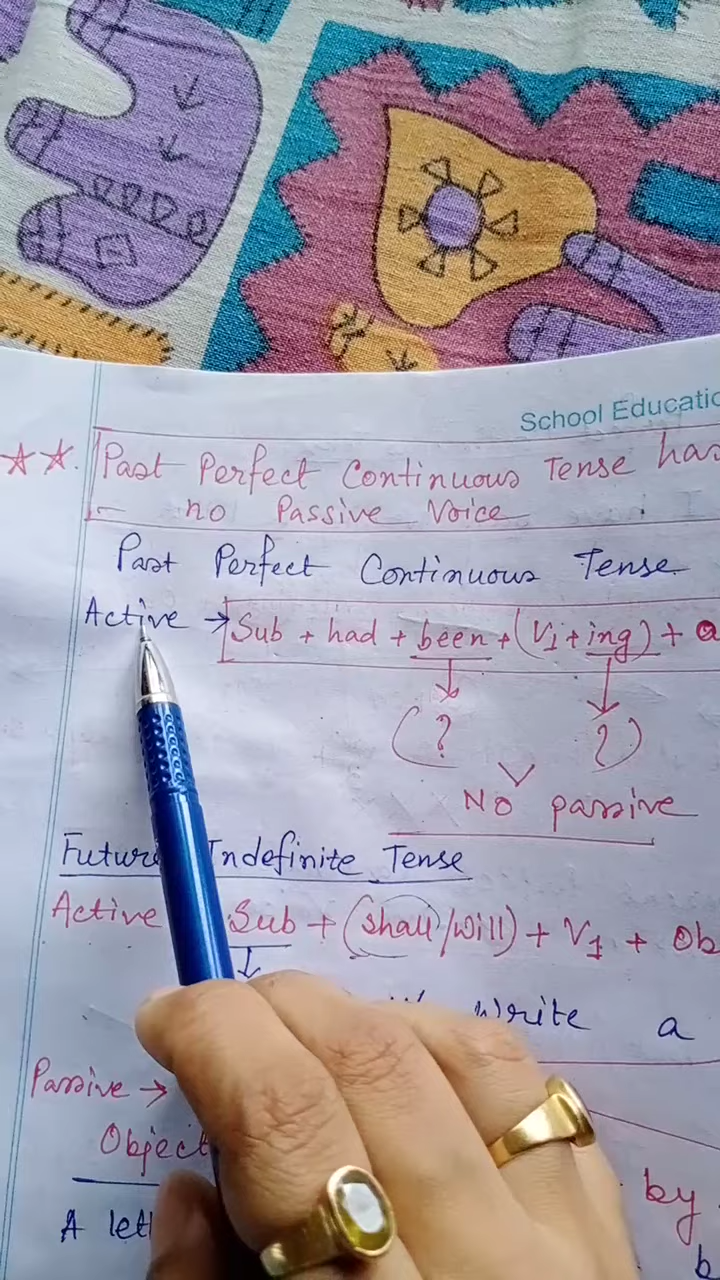 School Educatio
★★. Past Perfect Continuous Tense has
no Passive Voice
Past Perfect Continuous Tense
Active → Sub + had + been + (V1 + ing) +
(? ?)
No passive
Future Indefinite Tense
Active Sub + (shall/will) + V1 + Ob
Write a
Passive →
Object
by
A lett
b